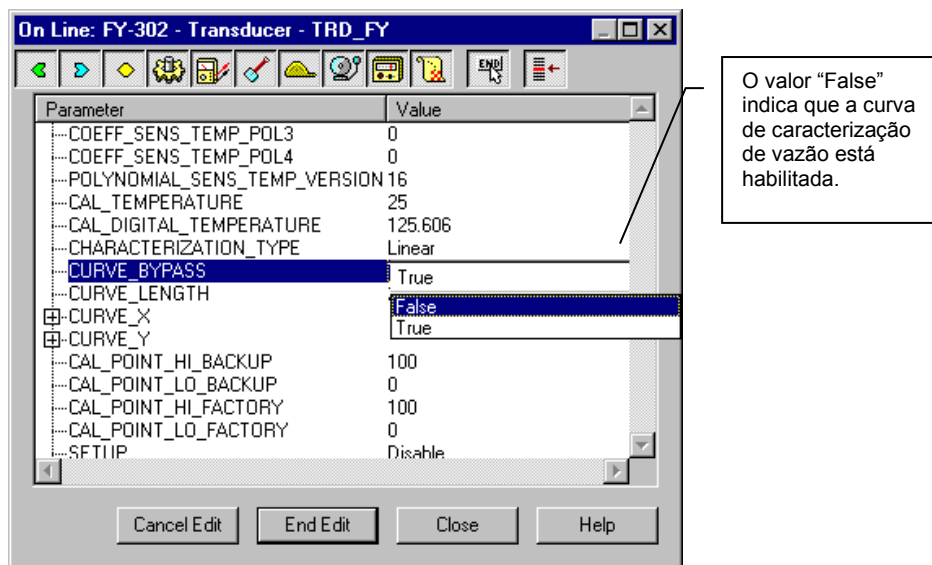 On Line: FY-302 - Transducer - TRD_FY
END!
Parameter Value
COEFF_SENS_TEMP_POL3 0
COEFF_SENS_TEMP_POL4 0
POLYNOMIAL_SENS_TEMP_VERSION 16
CAL_TEMPERATURE 25
CAL_DIGITAL_TEMPERATURE 125.606
CHARACTERIZATION_TYPE Linear
CURVE_BYPASS True
CURVE_LENGTH
False
CURVE_X
True
CURVE_Y
CAL_POINT_HI_BACKUP 100
CAL_POINT_LO_BACKUP 0
CAL_POINT_HI_FACTORY 100
CAL_POINT_LO_FACTORY 0
SETUP Disable
Cancel Edit End Edit Close Help
O valor “False”
indica que a curva
de caracterização
de vazão está
habilitada.